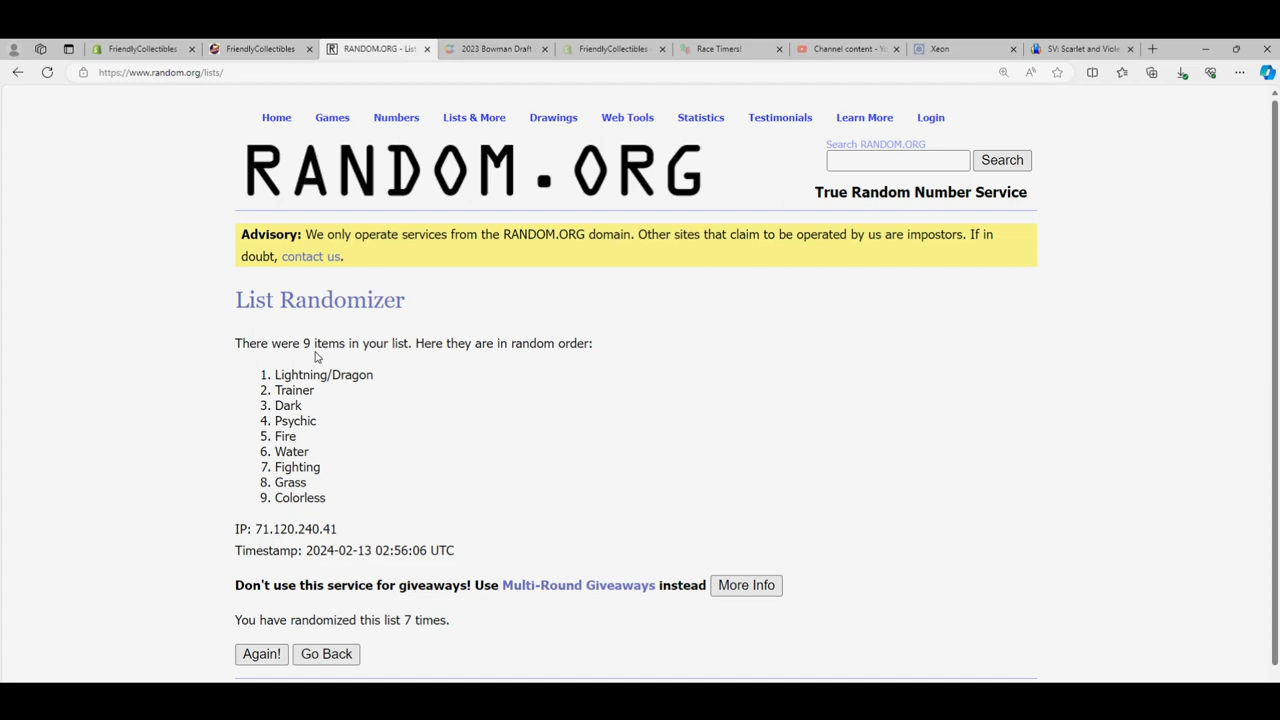 FriendlyCollectibles
FriendlyCollectibles
RANDOM.ORG - List
2023 Bowman Draft
FriendlyCollectibles
Race Timers!
Channel content - Yo
Xeon
SV: Scarlet and Viole
https://www.random.org/lists/
Home Games Numbers Lists & More Drawings Web Tools Statistics Testimonials Learn More Login
RANDOM.ORG
Search RANDOM.ORG
Search
True Random Number Service
Advisory: We only operate services from the RANDOM.ORG domain. Other sites that claim to be operated by us are impostors. If in
doubt, contact us.
List Randomizer
There were 9 items in your list. Here they are in random order:
1. Lightning/Dragon
2. Trainer
3. Dark
4. Psychic
5. Fire
6. Water
7. Fighting
8. Grass
9. Colorless
IP: 71.120.240.41
Timestamp: 2024-02-13 02:56:06 UTC
Don't use this service for giveaways! Use Multi-Round Giveaways instead More Info
You have randomized this list 7 times.
Again! Go Back